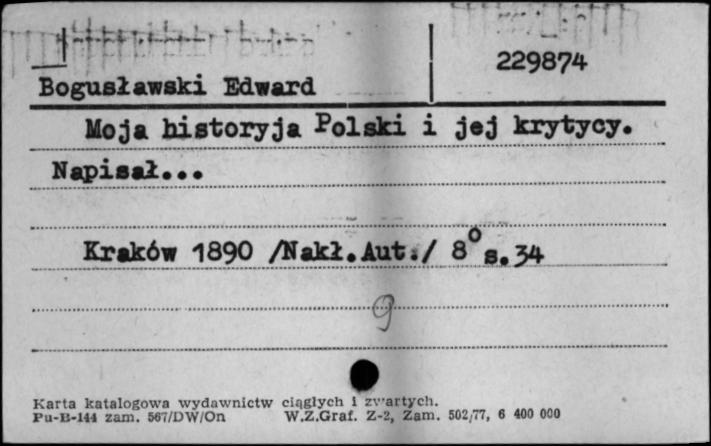 229874
Bogusławski Edward
Moja historyja Polski i jej krytycy.
Napisał...
Kraków 1890 /Nakł.Aut./ 8° s.34
9
Karta katalogowa wydawnictw ciągłych i zwartych.
Pu-B-144 zam. 567/DW/On W.Z.Graf. Z-2, Zam. 502/77, 6 400 000